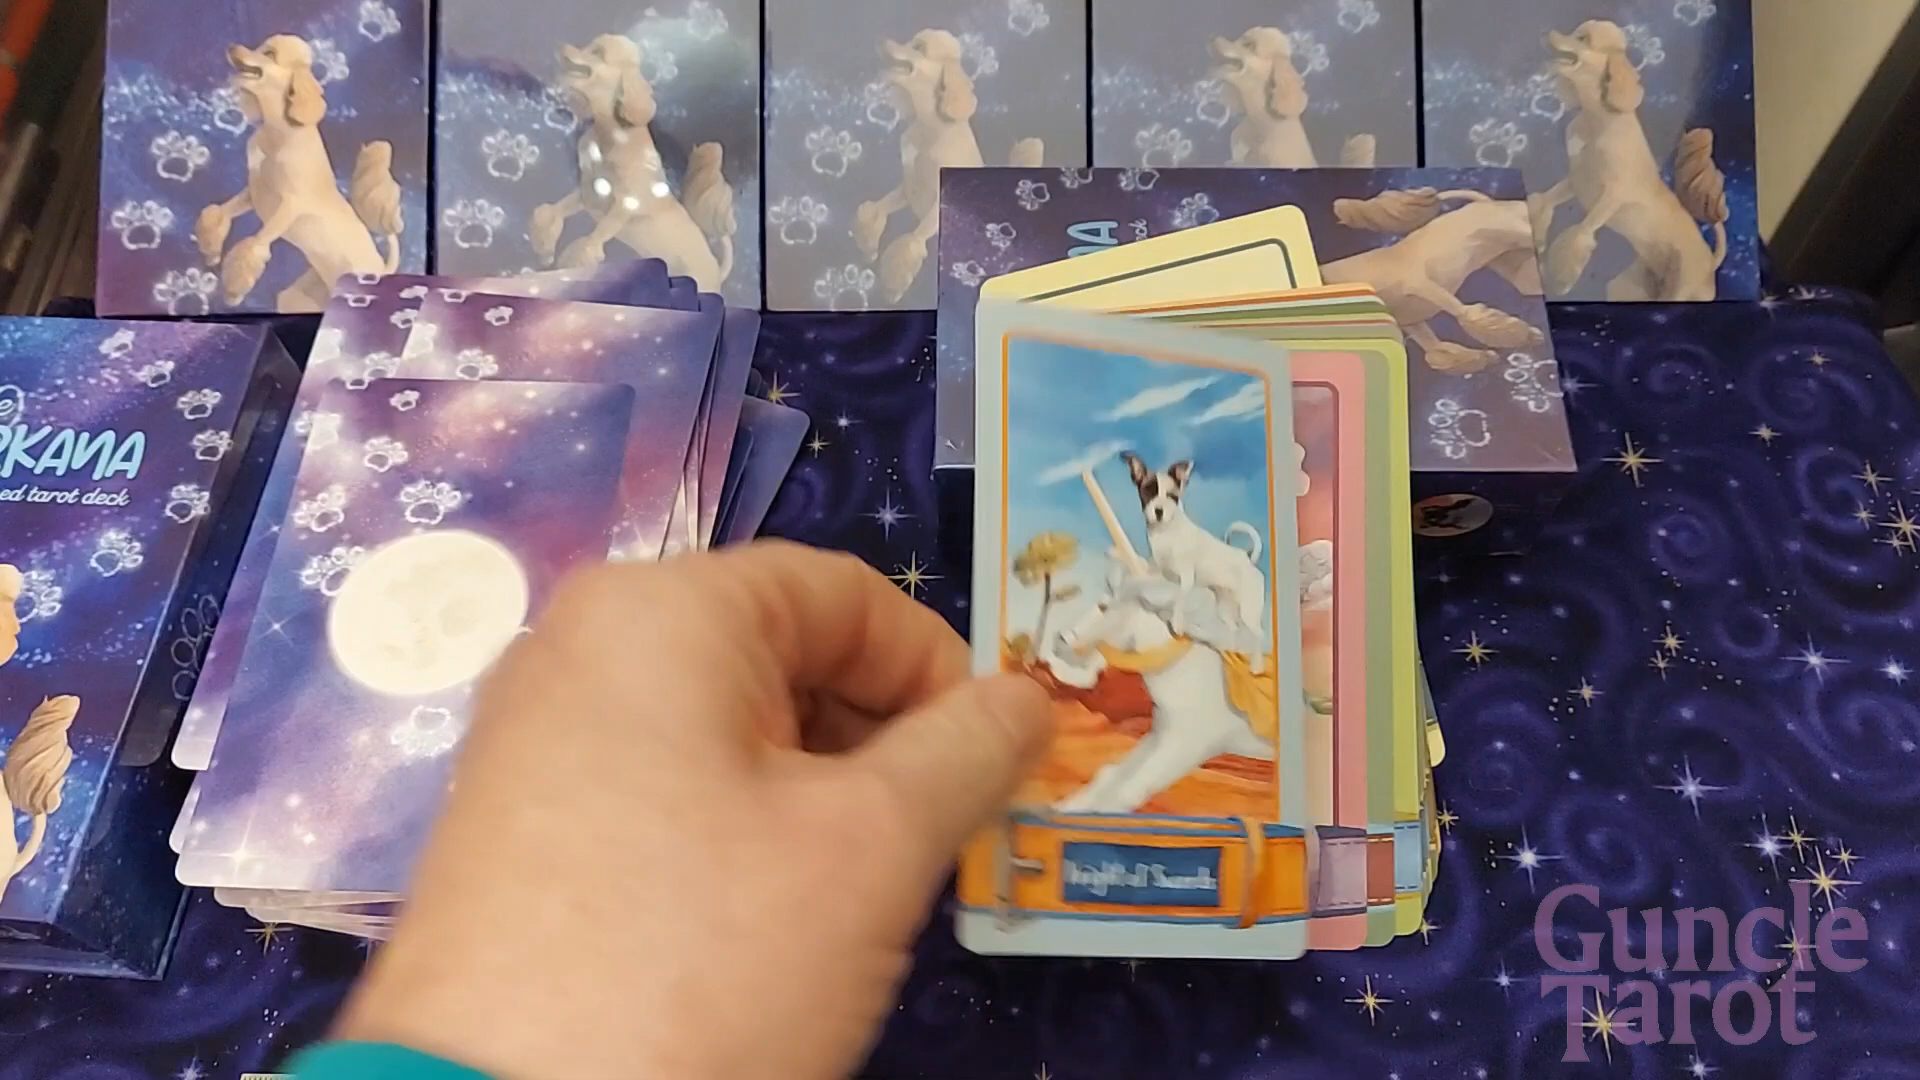 RKANA
ed tarot deck
Knight of Swords
Guncle
Tarot